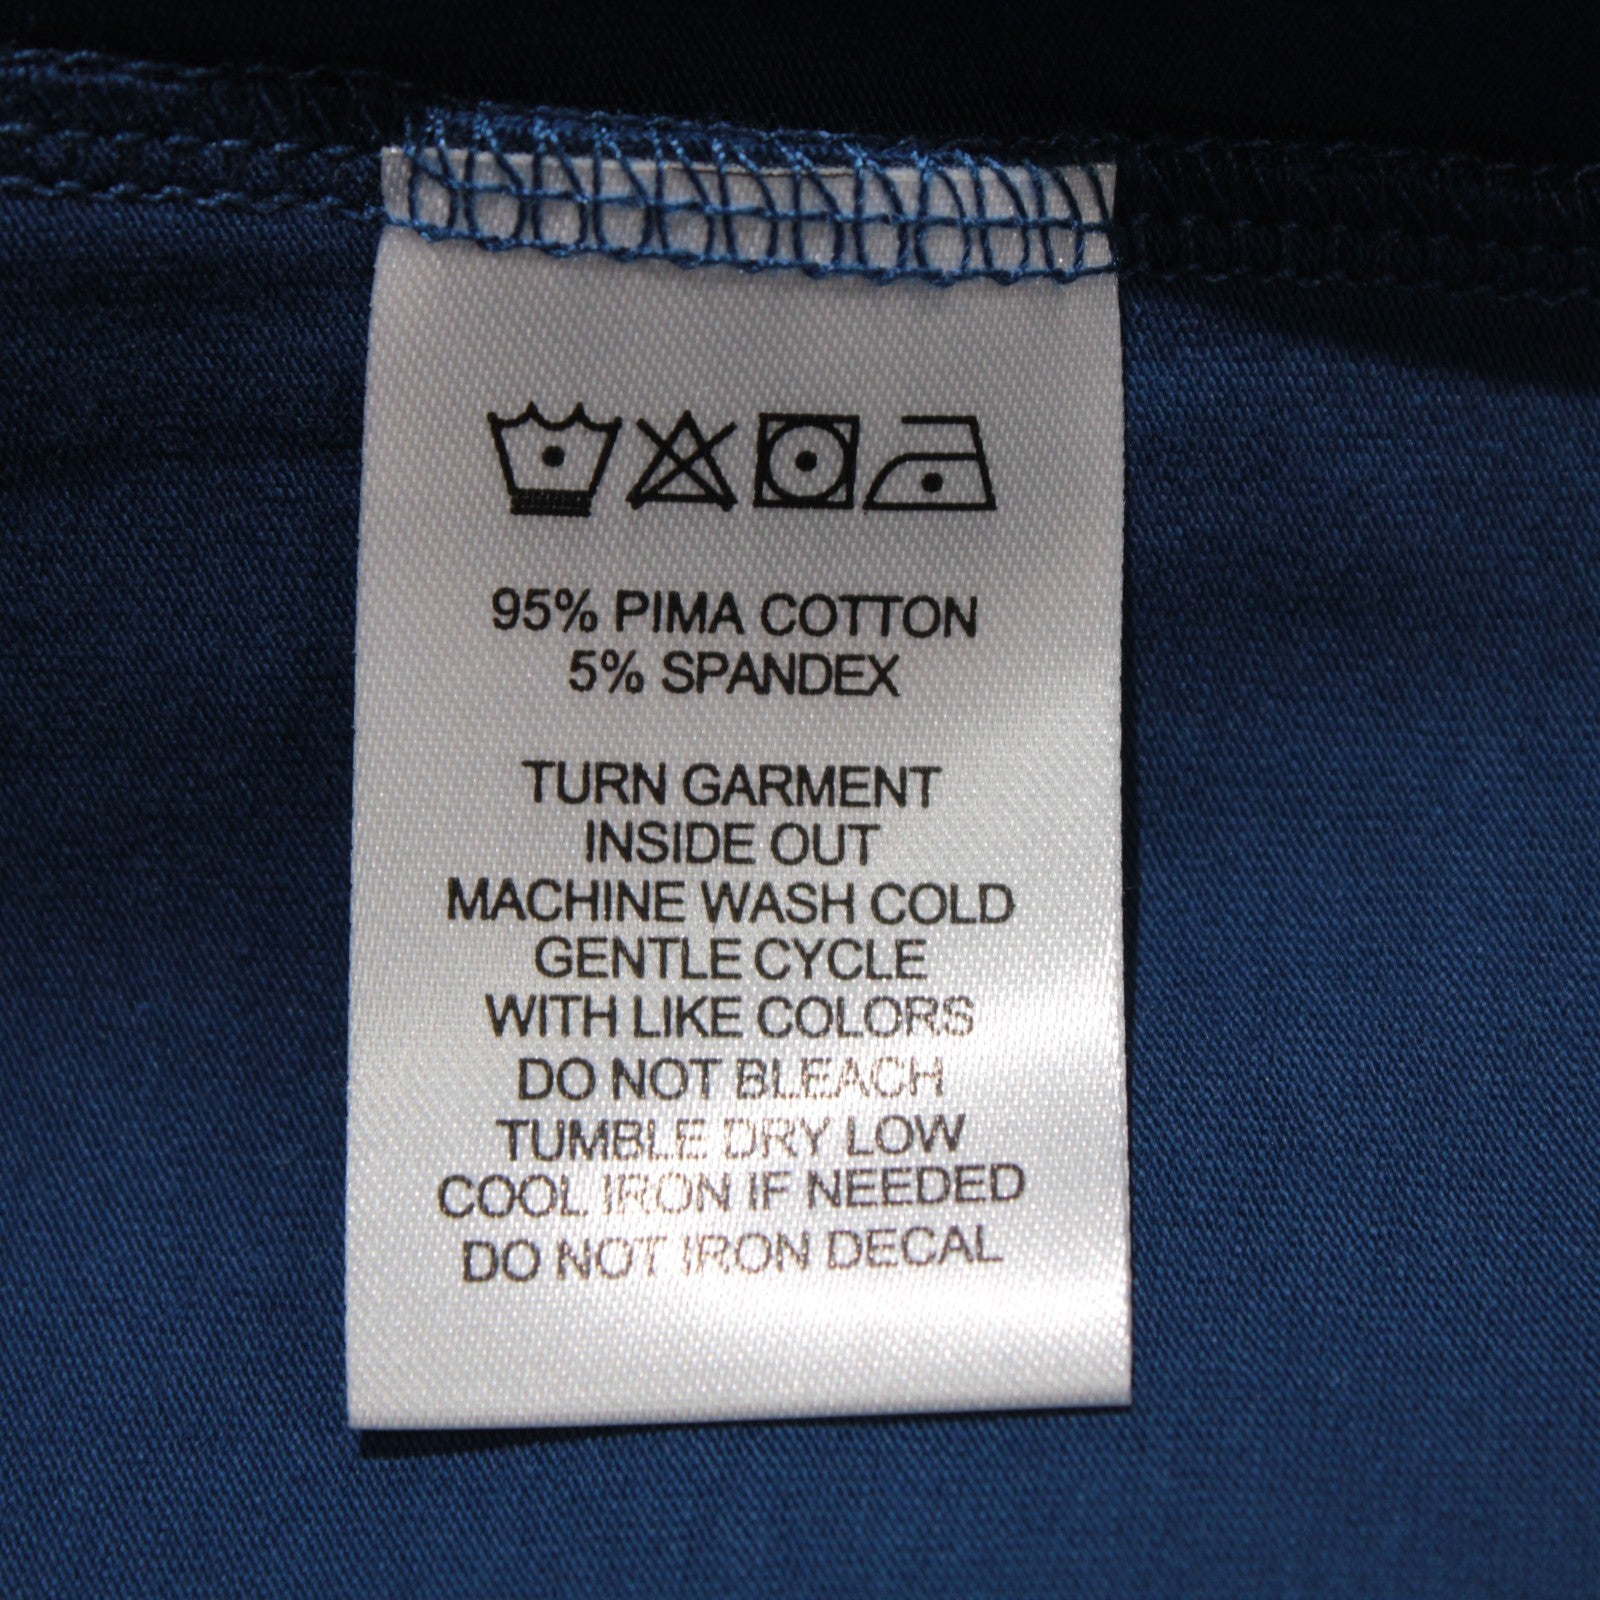 95% PIMA COTTON
5% SPANDEX
TURN GARMENT
INSIDE OUT
MACHINE WASH COLD
GENTLE CYCLE
WITH LIKE COLORS
DO NOT BLEACH
TUMBLE DRY LOW
COOL IRON IF NEEDED
DO NOT IRON DECAL